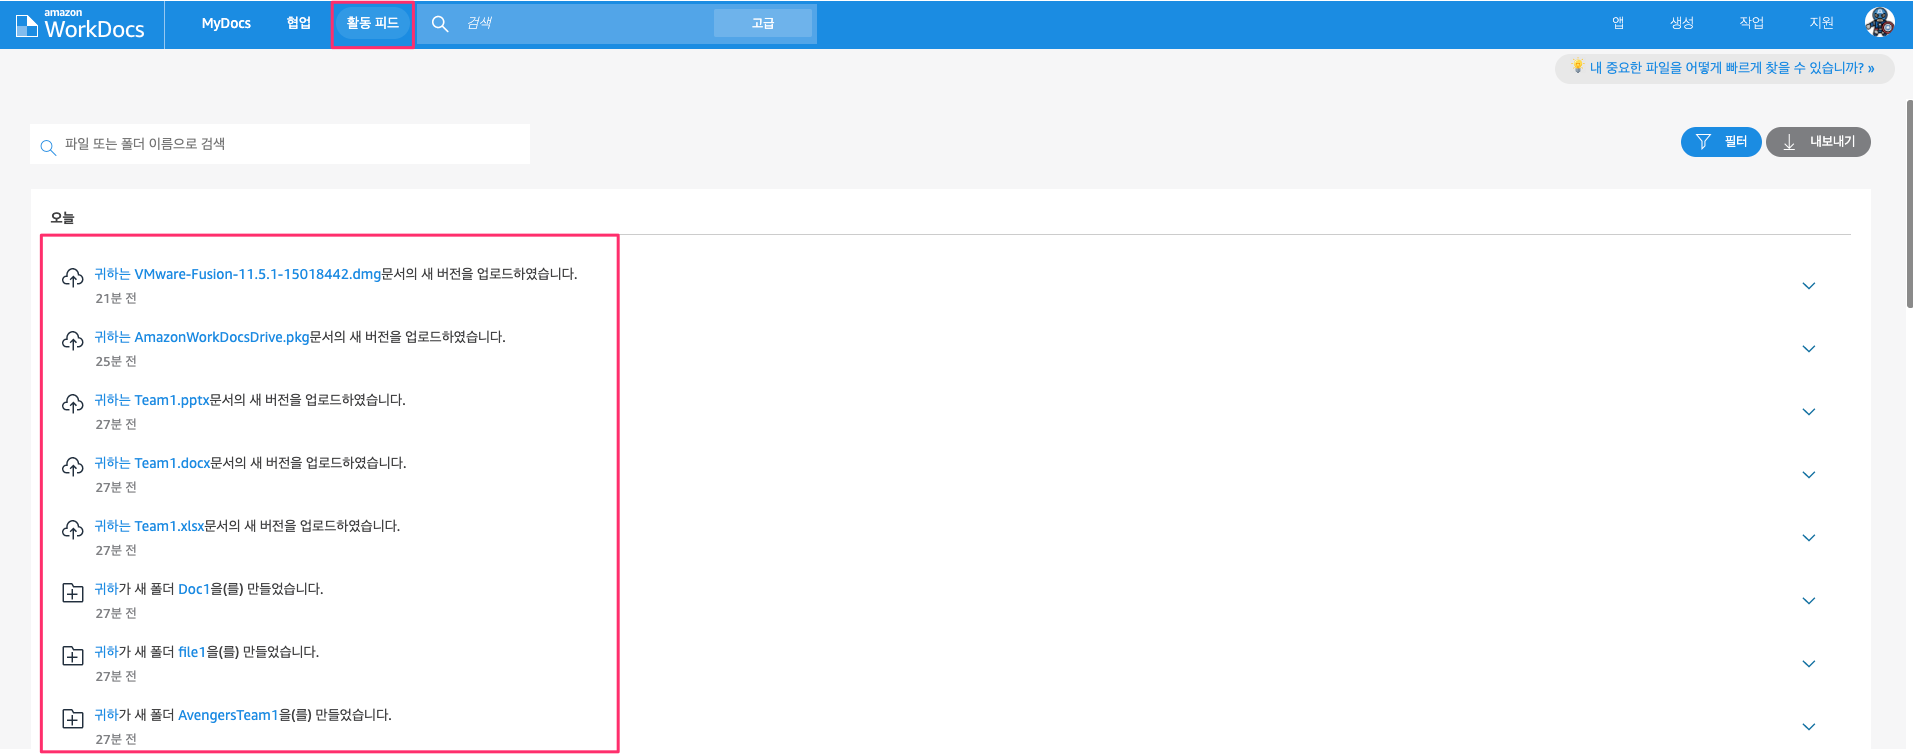 amazon
WorkDocs
MyDocs
협업
활동 피드
검색
고급
앱
생성
작업
지원
내 중요한 파일을 어떻게 빠르게 찾을 수 있습니까? »
파일 또는 폴더 이름으로 검색
필터
내보내기
오늘
귀하는 VMware-Fusion-11.5.1-15018442.dmg문서의 새 버전을 업로드하였습니다.
21분 전
귀하는 AmazonWorkDocsDrive.pkg문서의 새 버전을 업로드하였습니다.
25분 전
귀하는 Team1.pptx문서의 새 버전을 업로드하였습니다.
27분 전
귀하는 Team1.docx문서의 새 버전을 업로드하였습니다.
27분 전
귀하는 Team1.xlsx문서의 새 버전을 업로드하였습니다.
27분 전
귀하가 새 폴더 Doc1을(를) 만들었습니다.
27분 전
귀하가 새 폴더 file1을(를) 만들었습니다.
27분 전
귀하가 새 폴더 AvengersTeam1을(를) 만들었습니다.
27분 전